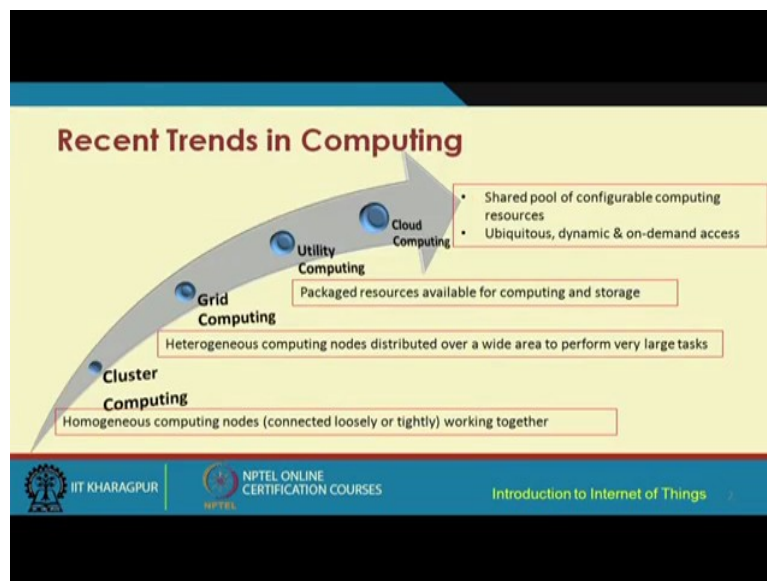 Recent Trends in Computing
• Shared pool of configurable computing
resources
• Ubiquitous, dynamic & on-demand access
Cloud
Computing
Utility
Computing
Packaged resources available for computing and storage
Grid
Computing
Heterogeneous computing nodes distributed over a wide area to perform very large tasks
Cluster
Computing
Homogeneous computing nodes (connected loosely or tightly) working together
IIT KHARAGPUR
NPTEL ONLINE
CERTIFICATION COURSES
NPTEL
Introduction to Internet of Things